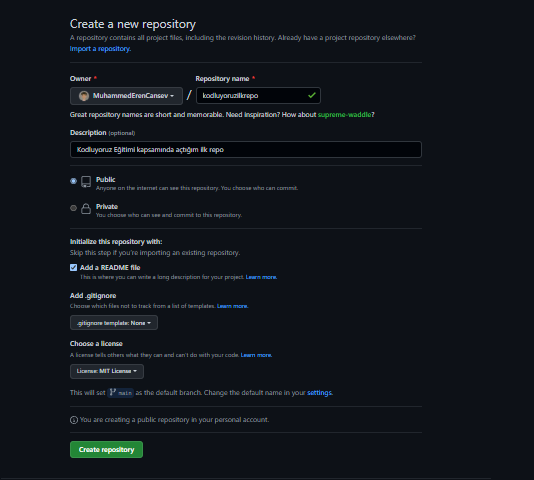 Create a new repository
A repository contains all project files, including the revision history. Already have a project repository elsewhere?
Import a repository.
Owner *
Repository name *
MuhammedErenCansev
/
kodluyoruzilkrepo
Great repository names are short and memorable. Need inspiration? How about supreme-waddle?
Description (optional)
Kodluyoruz Eğitimi kapsamında açtığım ilk repo
Public
Anyone on the internet can see this repository. You choose who can commit.
Private
You choose who can see and commit to this repository.
Initialize this repository with:
Skip this step if you're importing an existing repository.
Add a README file
This is where you can write a long description for your project. Learn more.
Add .gitignore
Choose which files not to track from a list of templates. Learn more.
.gitignore template: None
Choose a license
A license tells others what they can and can't do with your code. Learn more.
License: MIT License
This will set main as the default branch. Change the default name in your settings.
You are creating a public repository in your personal account.
Create repository